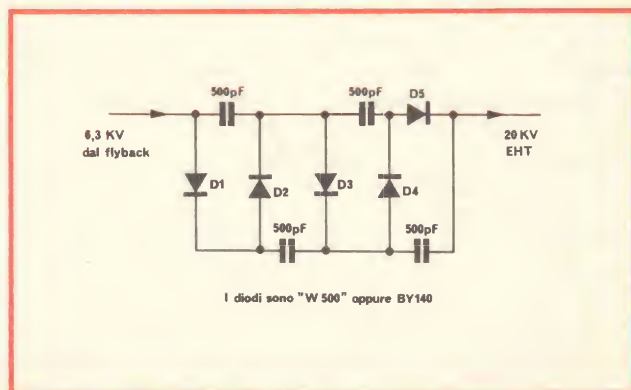 500pF
500pF
D5
6,3 KV
dal flyback
20 KV
EHT
D1
D2
D3
D4
500pF
500pF
I diodi sono "W 500" oppure BY140